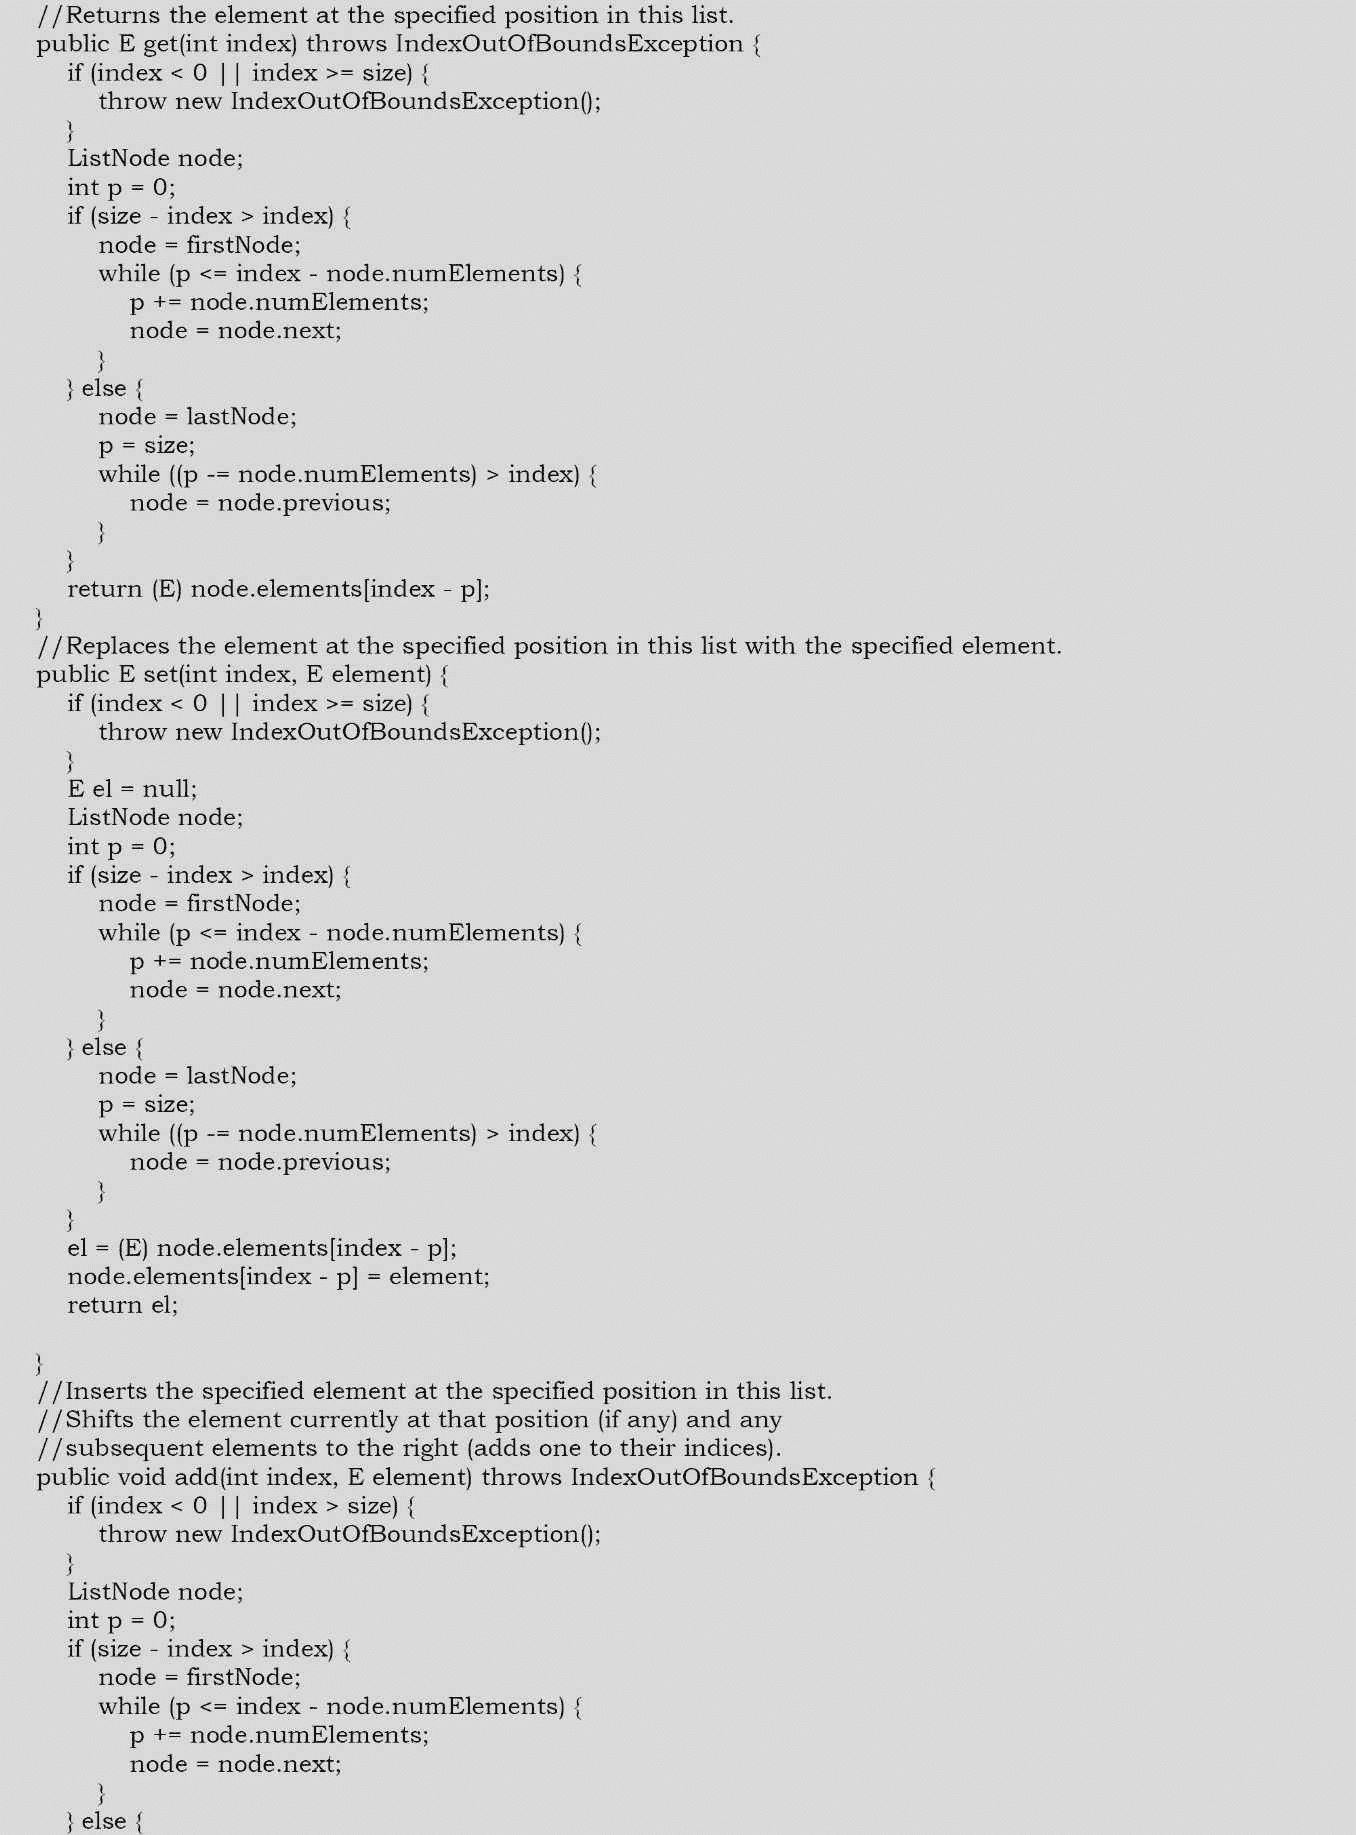 //Returns the element at the specified position in this list.
public E get(int index) throws IndexOutOfBoundsException {
if (index < 0 || index >= size) {
throw new IndexOutOfBoundsException();
}
ListNode node;
int p = 0;
if (size - index > index) {
node = firstNode;
while (p <= index - node.numElements) {
p += node.numElements;
node = node.next;
}
} else {
node = lastNode;
p = size;
while ((p -= node.numElements) > index) {
node = node.previous;
}
}
return (E) node.elements[index - p];
}
//Replaces the element at the specified position in this list with the specified element.
public E set(int index, E element) {
if (index < 0 || index >= size) {
throw new IndexOutOfBoundsException();
}
E el = null;
ListNode node;
int p = 0;
if (size - index > index) {
node = firstNode;
while (p <= index - node.numElements) {
p += node.numElements;
node = node.next;
}
} else {
node = lastNode;
p = size;
while ((p -= node.numElements) > index) {
node = node.previous;
}
}
el = (E) node.elements[index - p];
node.elements[index - p] = element;
return el;
}
//Inserts the specified element at the specified position in this list.
//Shifts the element currently at that position (if any) and any
//subsequent elements to the right (adds one to their indices).
public void add(int index, E element) throws IndexOutOfBoundsException {
if (index < 0 || index > size) {
throw new IndexOutOfBoundsException();
}
ListNode node;
int p = 0;
if (size - index > index) {
node = firstNode;
while (p <= index - node.numElements) {
p += node.numElements;
node = node.next;
}
} else {